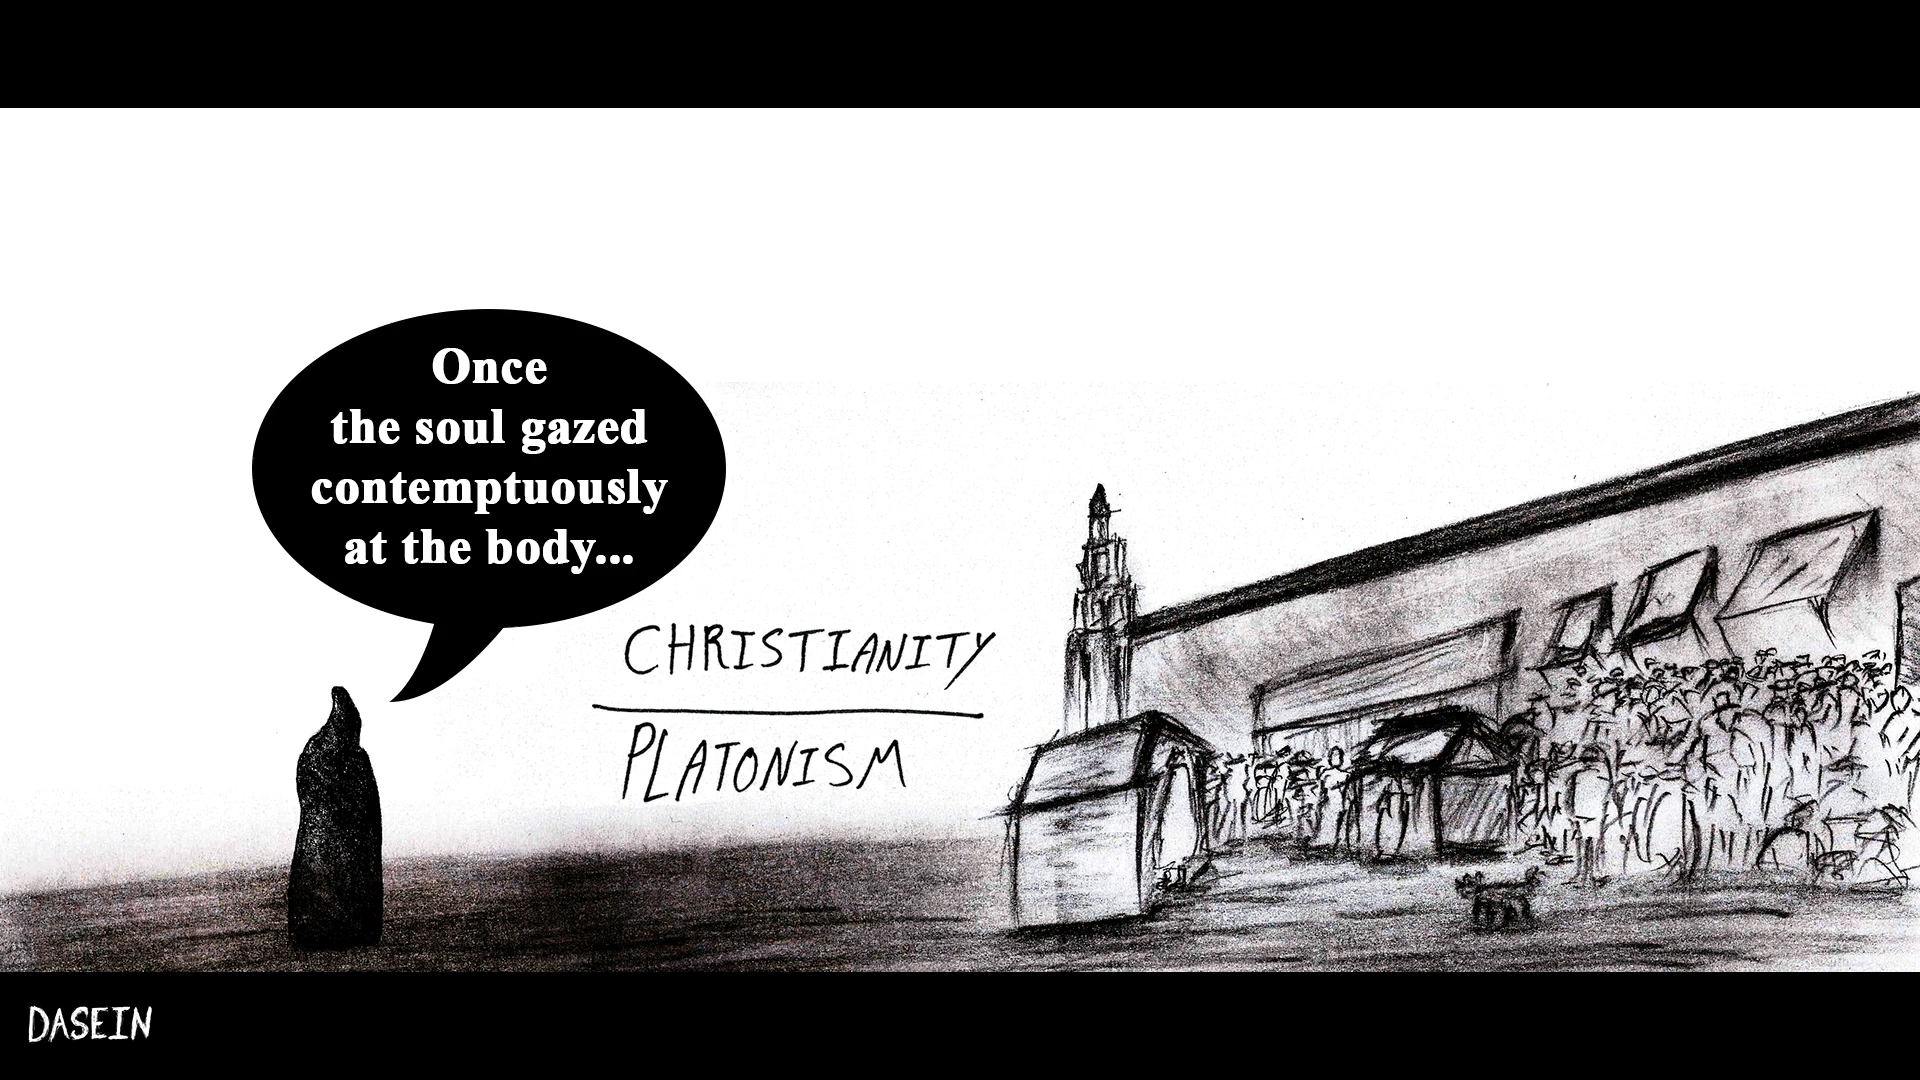 Once
the soul gazed
contemptuously
at the body...
CHRISTIANITY
PLATONISM
DASEIN